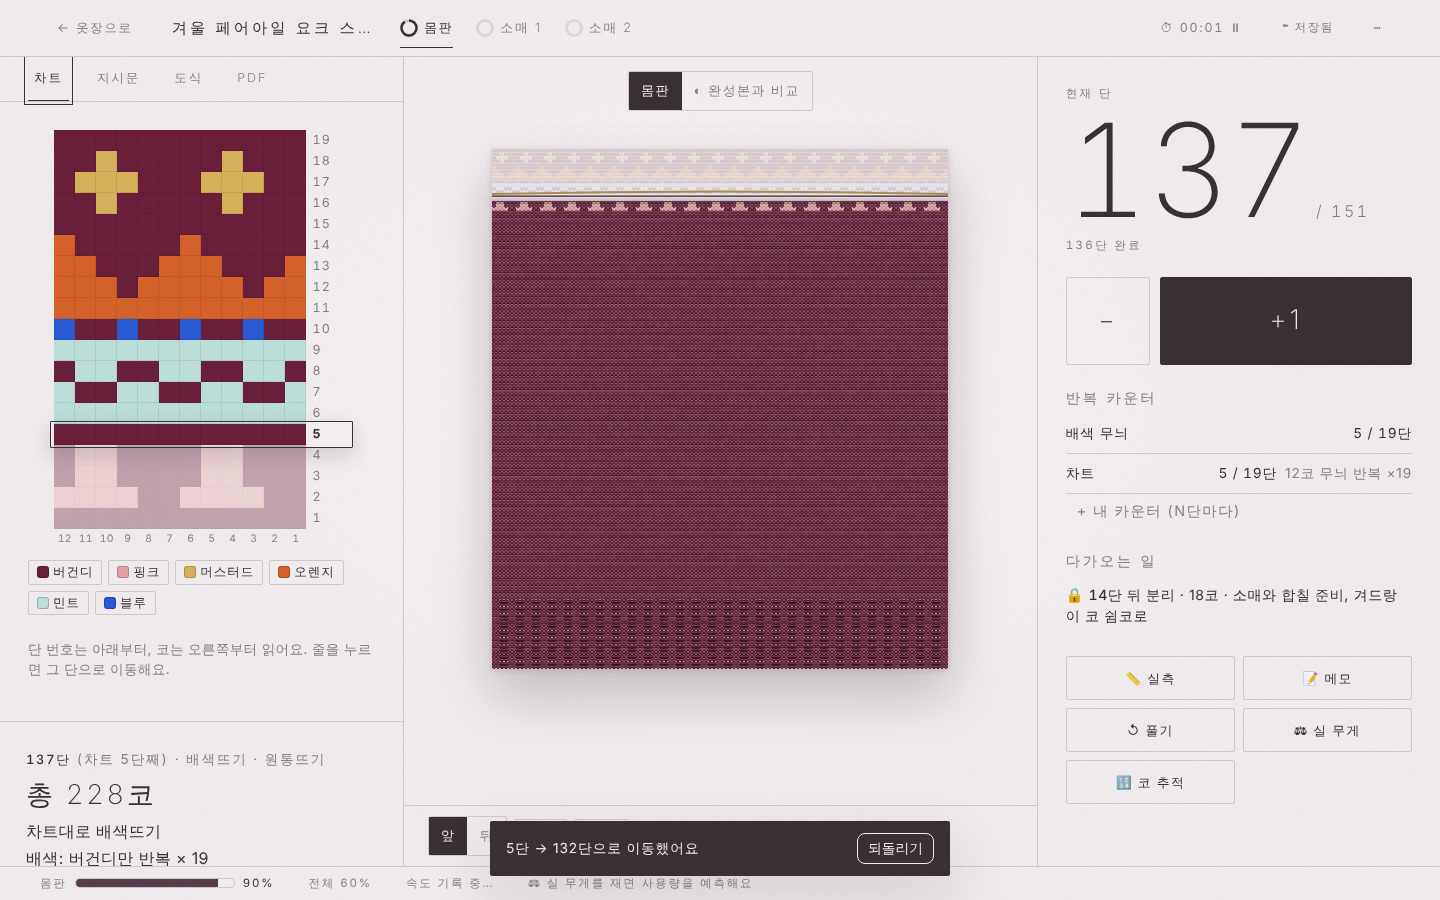 ← 옷장으로
겨울 페어아일 요크 스…
몸판
소매 1
소매 2
⏱ 00:01 ⏸
저장됨
⋯
차트
지시문
도식
PDF
19
18
17
16
15
14
13
12
11
10
9
8
7
6
5
4
3
2
1
12 11 10 9 8 7 6 5 4 3 2 1
버건디
핑크
머스터드
오렌지
민트
블루
단 번호는 아래부터, 코는 오른쪽부터 읽어요. 줄을 누르
면 그 단으로 이동해요.
137단 (차트 5단째) · 배색뜨기 · 원통뜨기
총 228코
차트대로 배색뜨기
배색: 버건디만 반복 × 19
몸판
완성본과 비교
앞
5단 → 132단으로 이동했어요
되돌리기
현재 단
137 / 151
136단 완료
−
+1
반복 카운터
배색 무늬 5 / 19단
차트 5 / 19단 12코 무늬 반복 ×19
+ 내 카운터 (N단마다)
다가오는 일
🔒 14단 뒤 분리 · 18코 · 소매와 합칠 준비, 겨드랑
이 코 쉼코로
📏 실측
📝 메모
풀기
⚖ 실 무게
🔢 코 추적
몸판 90%
전체 60%
속도 기록 중…
⚖ 실 무게를 재면 사용량을 예측해요